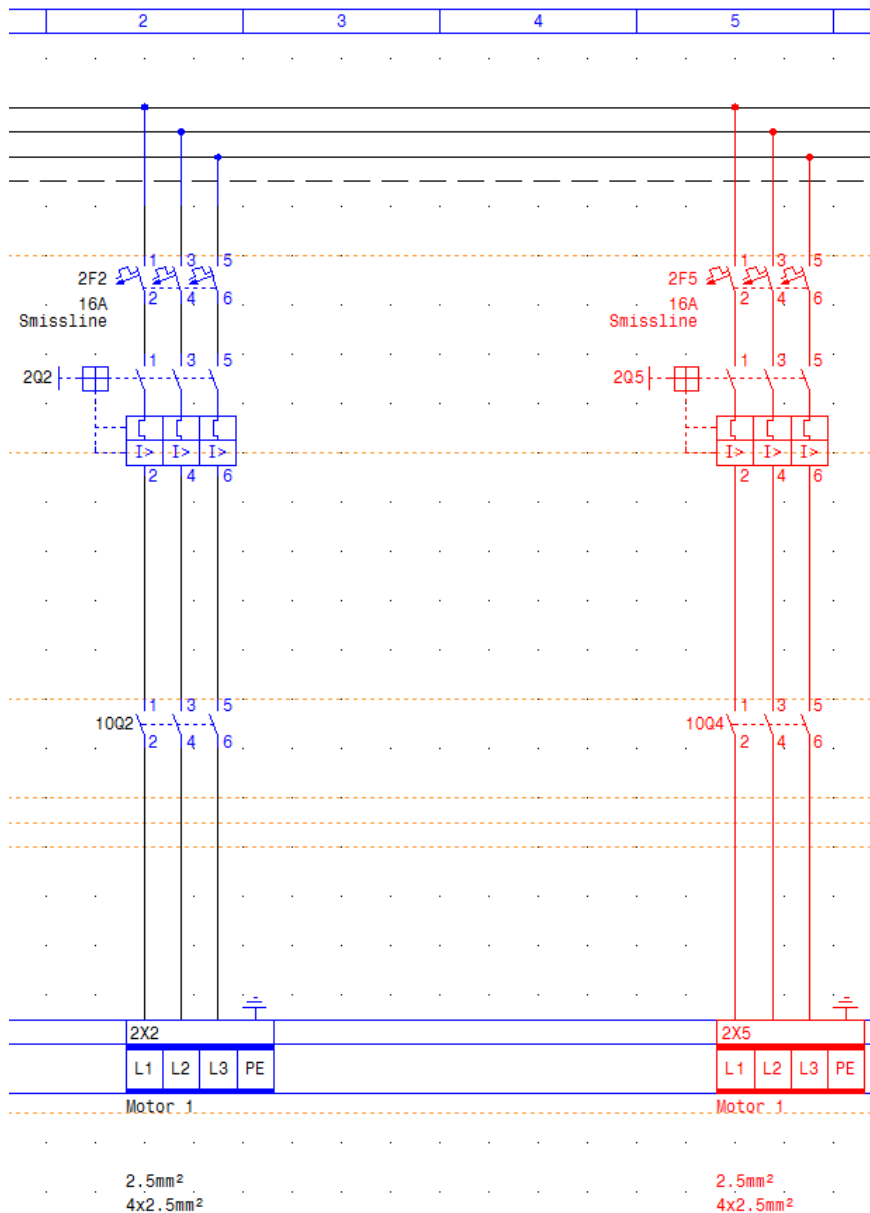 2 3 4 5
1 3 5 1 3 5
2F2 2F5
2 4 6 2 4 6
16A 16A
Smissline Smissline
1 3 5 1 3 5
2Q2 2Q5
I> I> I> I> I> I>
2 4 6 2 4 6
1 3 5 1 3 5
10Q2 10Q4
2 4 6 2 4 6
2X2 2X5
L1 L2 L3 PE L1 L2 L3 PE
Motor 1 Motor 1
2.5mm² 2.5mm²
4x2.5mm² 4x2.5mm²